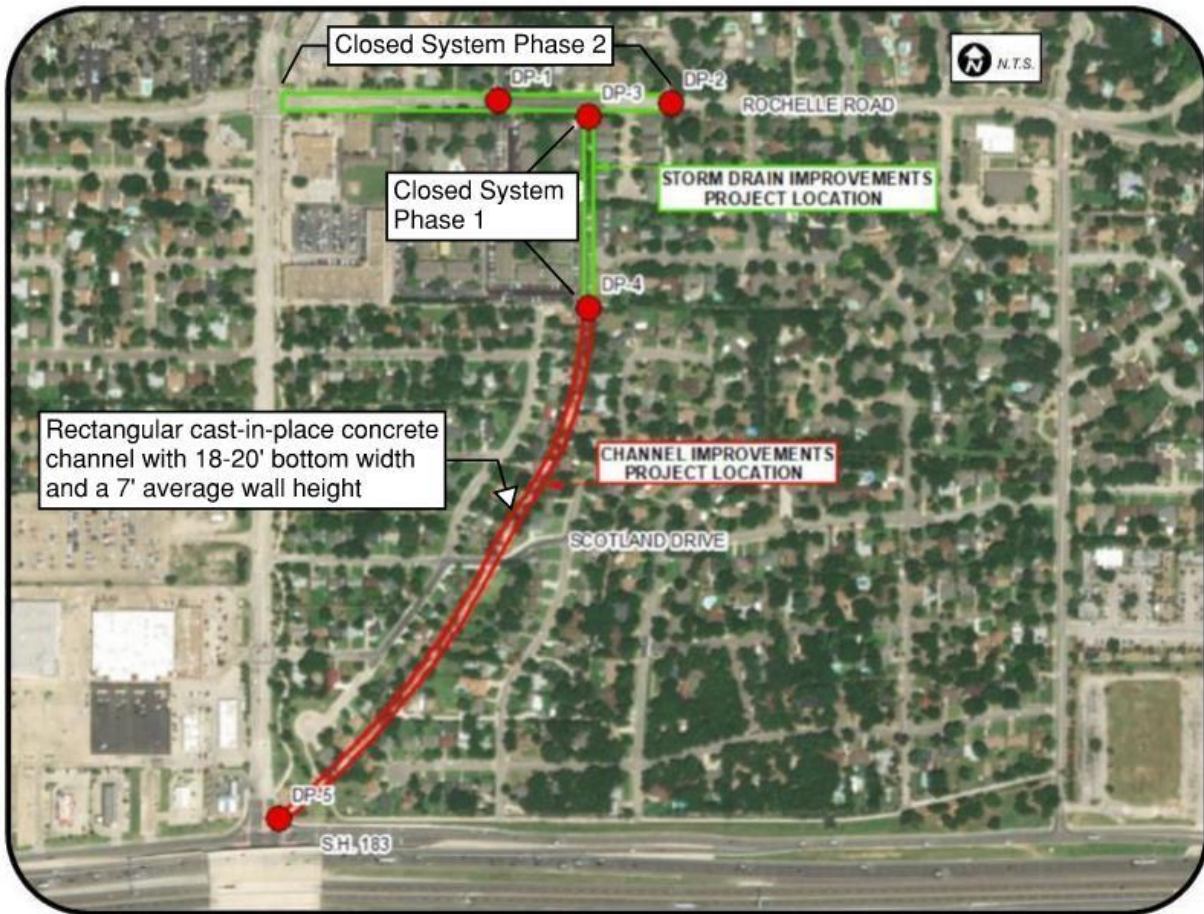 Closed System Phase 2
N
N.T.S.
DP-1
DP-2
DP-3
ROCHELLE ROAD
Closed System
Phase 1
STORM DRAIN IMPROVEMENTS
PROJECT LOCATION
DP-4
Rectangular cast-in-place concrete
channel with 18-20' bottom width
and a 7' average wall height
CHANNEL IMPROVEMENTS
PROJECT LOCATION
SCOTLAND DRIVE
DP-5
S.H. 183